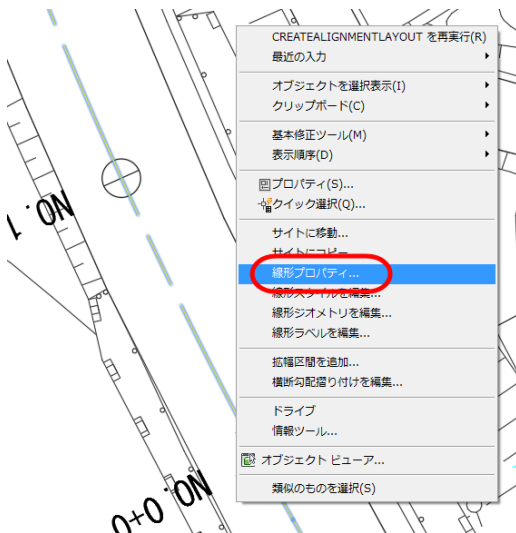 CREATEALIGNMENTLAYOUT を再実行(R)
最近の入力
オブジェクトを選択表示(I)
クリップボード(C)
基本修正ツール(M)
表示順序(D)
プロパティ(S)...
クイック選択(Q)...
サイトに移動...
サイトにコピー...
線形プロパティ...
線形スタイルを編集...
線形ジオメトリを編集...
線形ラベルを編集...
拡幅区間を追加...
横断勾配摺り付けを編集...
ドライブ
情報ツール...
オブジェクト ビューア...
類似のものを選択(S)
NO.1
NO.0+0